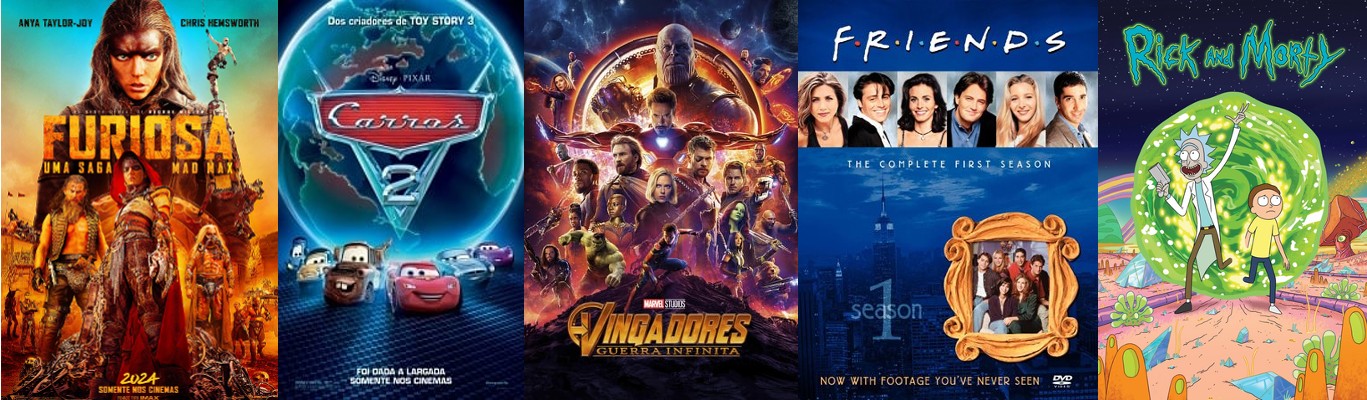 ANYA TAYLOR-JOY
CHRIS HEMSWORTH
FURIOSA
UMA SAGA MAD MAX
2024
SOMENTE NOS CINEMAS
Dos criadores de TOY STORY 3
Disney · PIXAR
Carros
2
FOI DADA A LARGADA
SOMENTE NOS CINEMAS
MARVEL STUDIOS
VINGADORES
GUERRA INFINITA
F·R·I·E·N·D·S
THE COMPLETE FIRST SEASON
1
season
NOW WITH FOOTAGE YOU'VE NEVER SEEN
DVD
VIDEO
Rick and Morty